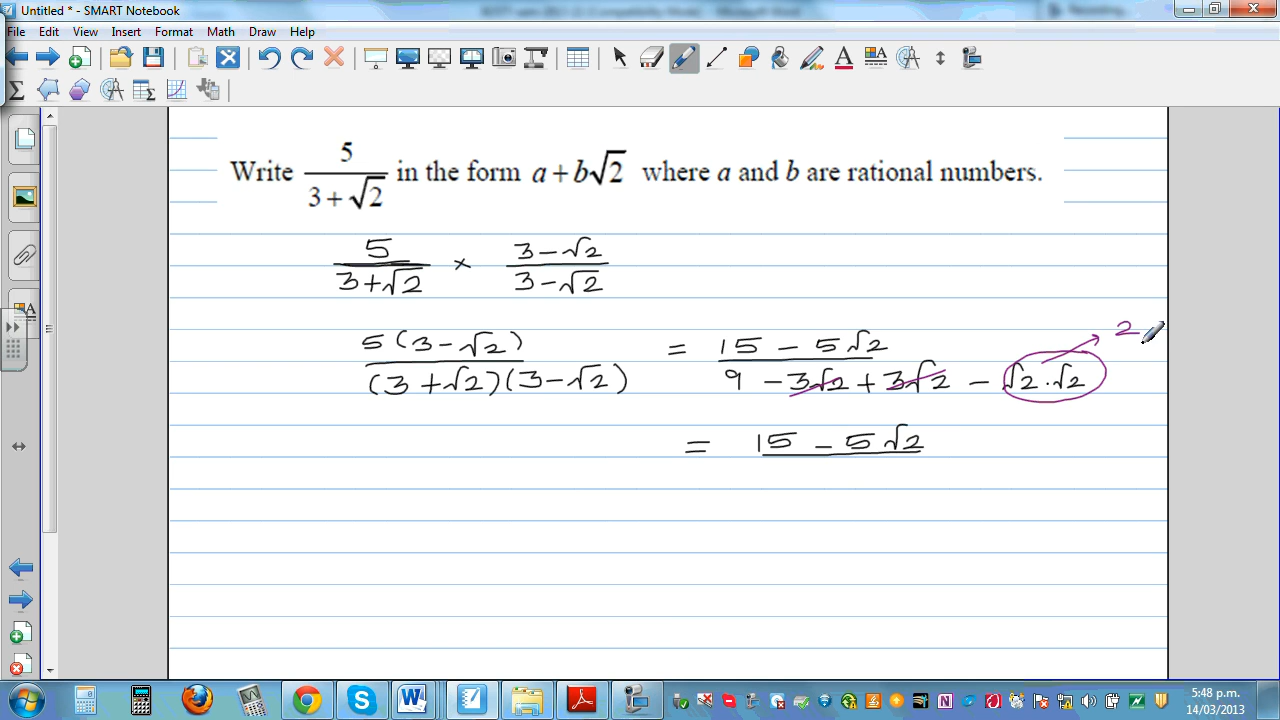 Untitled * - SMART Notebook
File Edit View Insert Format Math Draw Help
Write 5/(3 + √2) in the form a + b√2 where a and b are rational numbers.
5/(3+√2) × (3-√2)/(3-√2)
5(3-√2)/((3+√2)(3-√2)) = (15 - 5√2)/(9 - 3√2 + 3√2 - √2.√2) 2
= 15 - 5√2
5:48 p.m.
14/03/2013